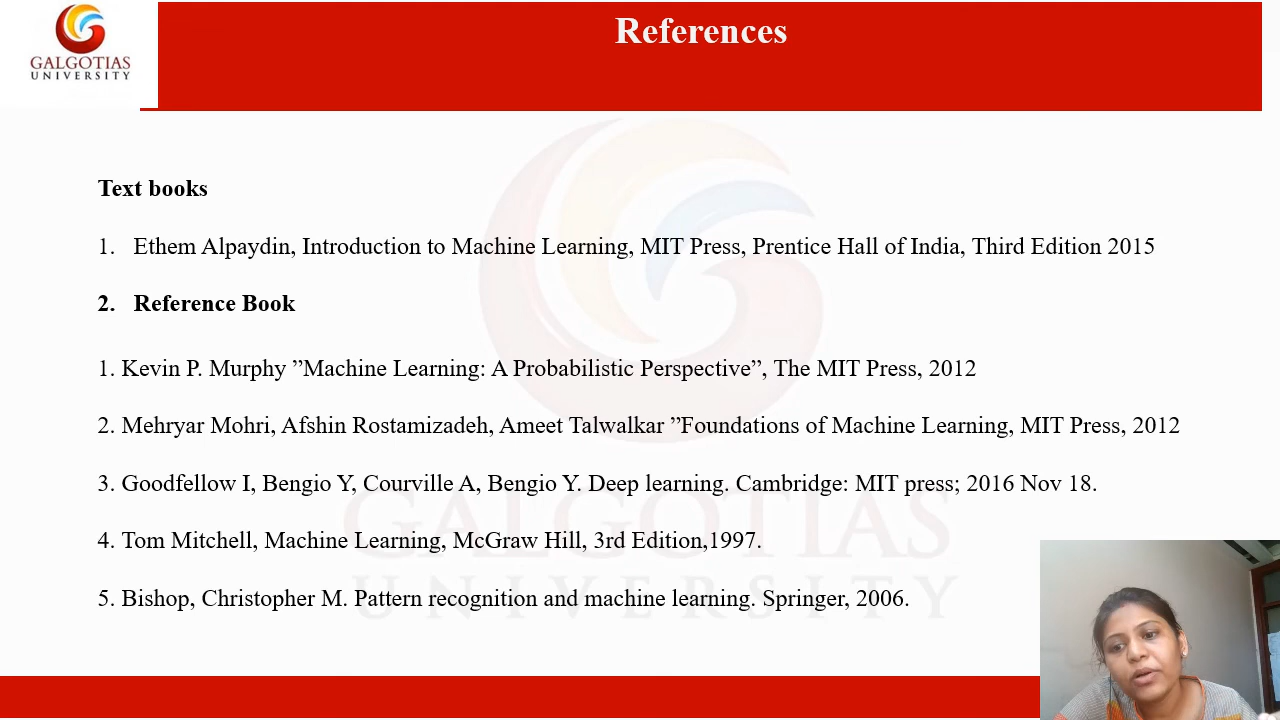 References
GALGOTIAS
UNIVERSITY
Text books
1. Ethem Alpaydin, Introduction to Machine Learning, MIT Press, Prentice Hall of India, Third Edition 2015
2. Reference Book
1. Kevin P. Murphy ”Machine Learning: A Probabilistic Perspective”, The MIT Press, 2012
2. Mehryar Mohri, Afshin Rostamizadeh, Ameet Talwalkar ”Foundations of Machine Learning, MIT Press, 2012
3. Goodfellow I, Bengio Y, Courville A, Bengio Y. Deep learning. Cambridge: MIT press; 2016 Nov 18.
4. Tom Mitchell, Machine Learning, McGraw Hill, 3rd Edition,1997.
5. Bishop, Christopher M. Pattern recognition and machine learning. Springer, 2006.
GALGOTIAS
UNIVERSITY